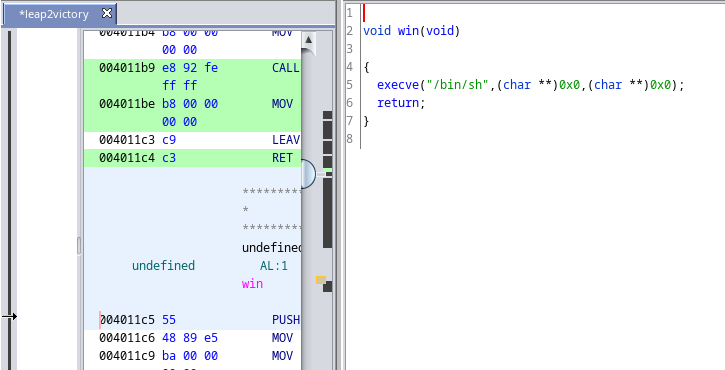 *leap2victory
004011b4 b8 00 00 MOV
00 00
004011b9 e8 92 fe CALL
ff ff
004011be b8 00 00 MOV
00 00
004011c3 c9 LEAV
004011c4 c3 RET
*********
*
*********
undefined
undefined AL:1
win
004011c5 55 PUSH
004011c6 48 89 e5 MOV
004011c9 ba 00 00 MOV
1
2 void win(void)
3
4 {
5 execve("/bin/sh",(char **)0x0,(char **)0x0);
6 return;
7 }
8